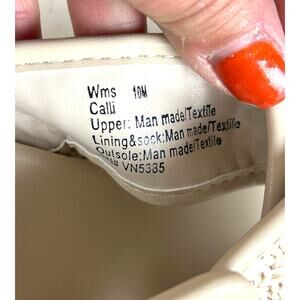 Wms 10M
Calli
Upper: Man made/Textile
Lining&sock:Man made/Textile
Outsole:Man made/Textile
VN5385